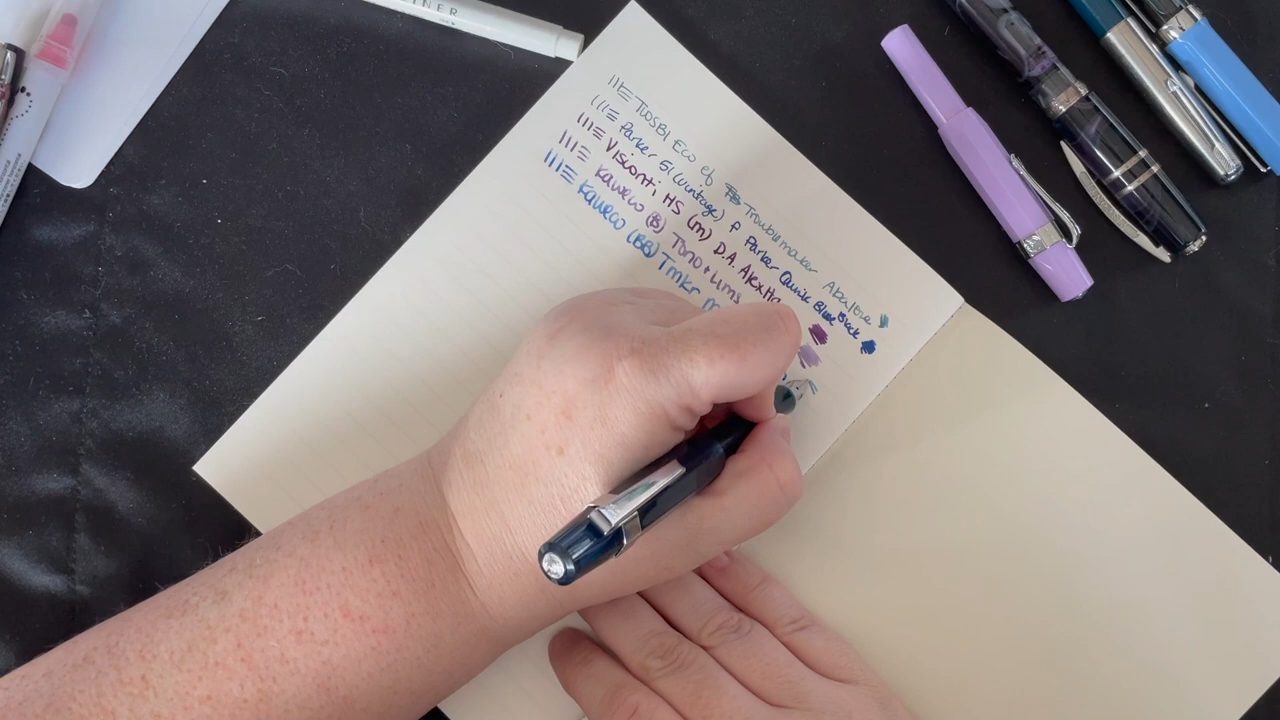 INER
TWSBI Eco ef Troublemaker Abalone
Parker 51 (vintage) f Parker Quink Blue Black
Visconti HS (m) D.A. AlexHa
Kaweco (B) Tono + Lims
Kaweco (BB) Tmkr